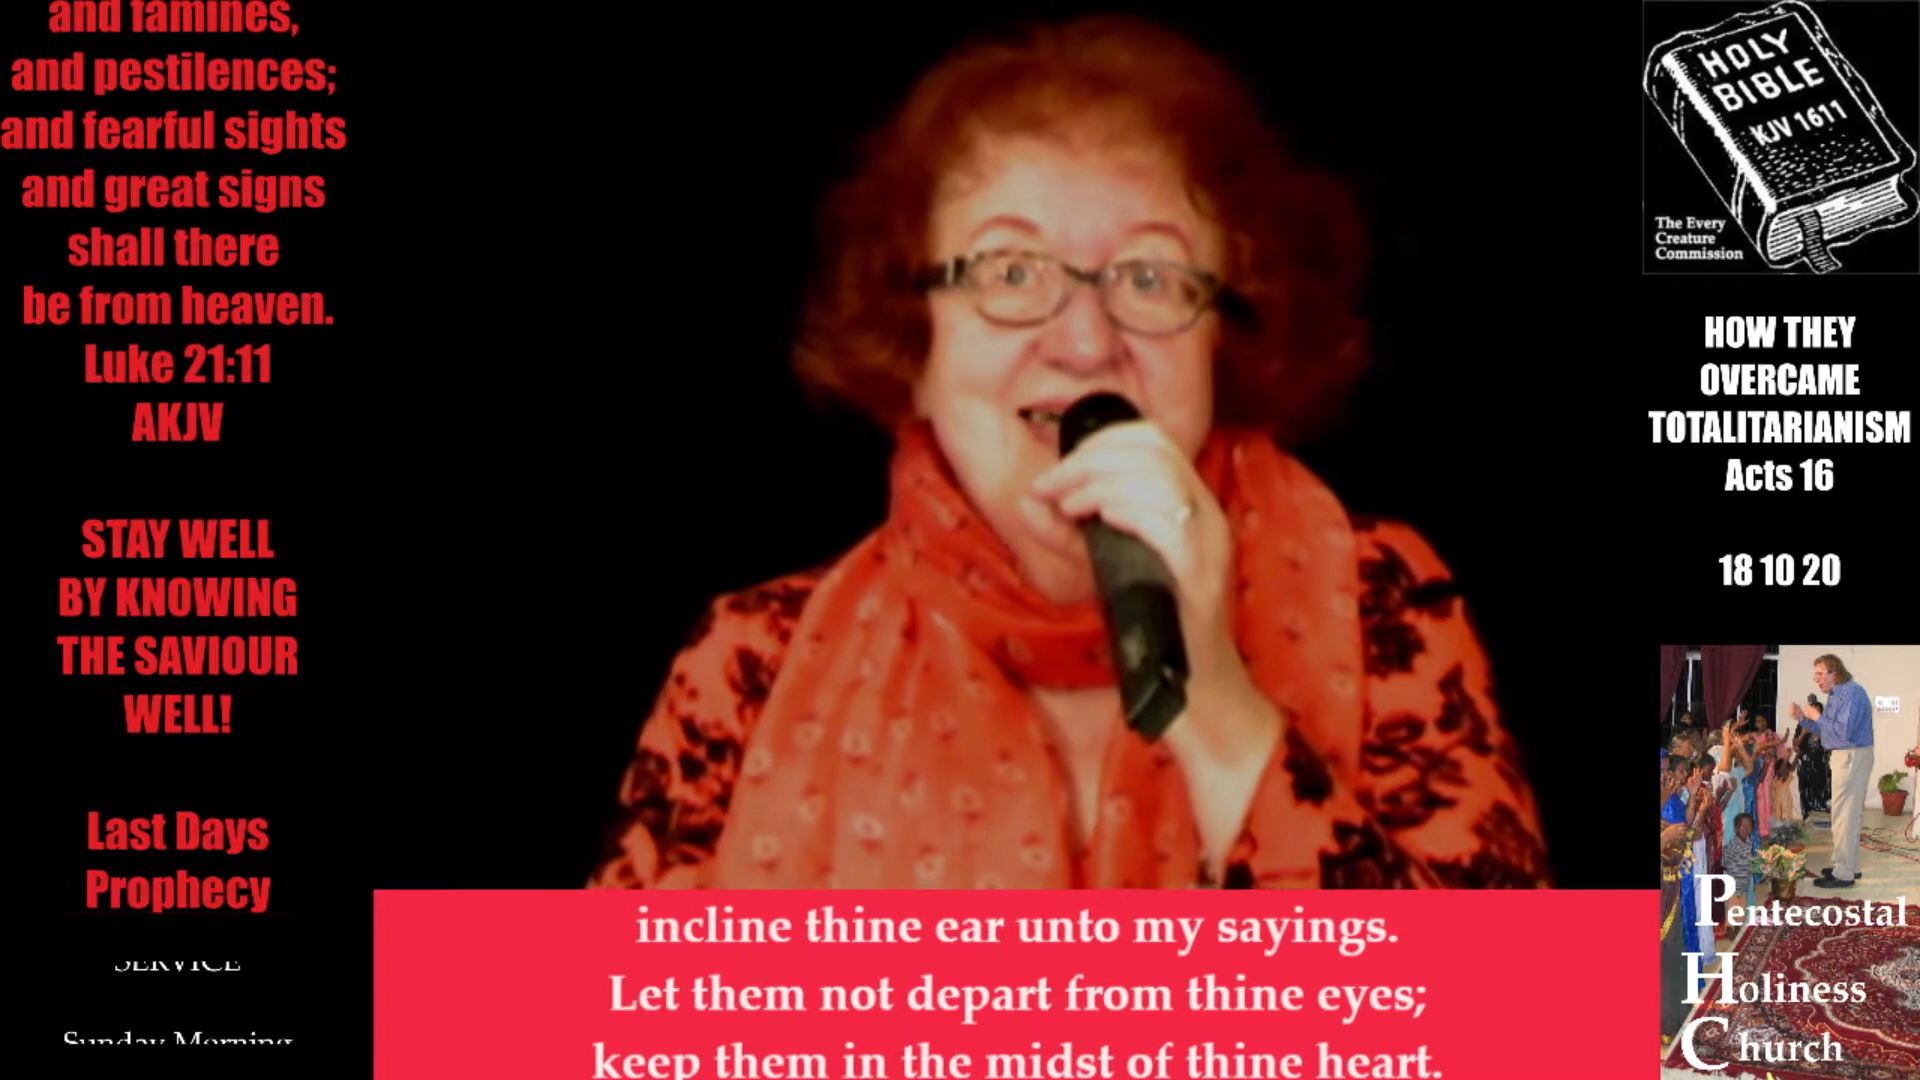 and famines,
and pestilences;
and fearful sights
and great signs
shall there
be from heaven.
Luke 21:11
AKJV
STAY WELL
BY KNOWING
THE SAVIOUR
WELL!
Last Days
Prophecy
SERVICE
Sunday Morning
incline thine ear unto my sayings.
Let them not depart from thine eyes;
keep them in the midst of thine heart.
HOLY
BIBLE
KJV 1611
The Every
Creature
Commission
HOW THEY
OVERCAME
TOTALITARIANISM
Acts 16
18 10 20
Pentecostal
Holiness
Church